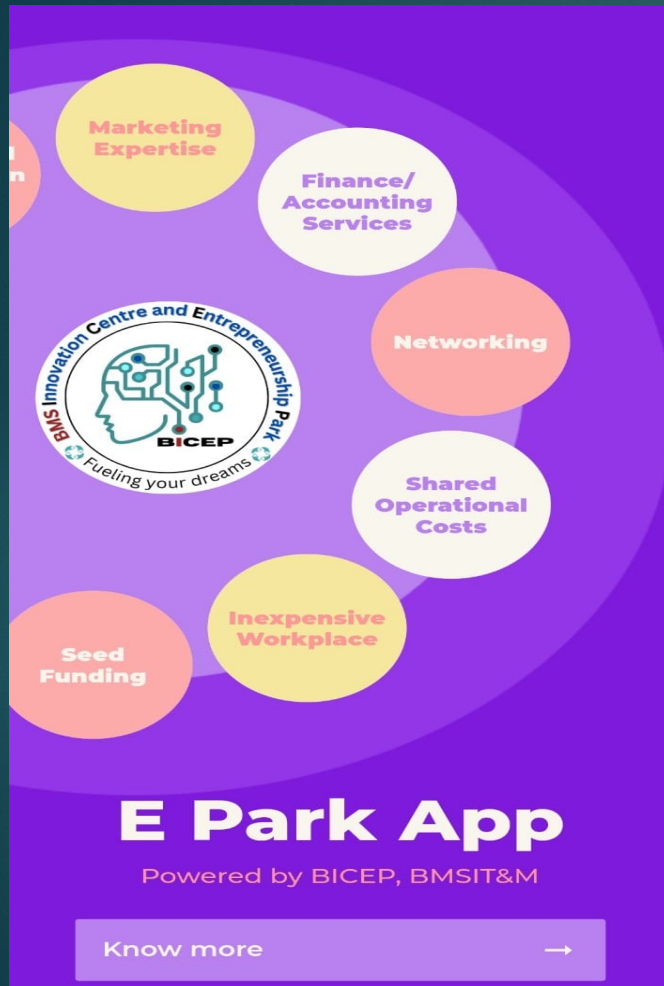 Marketing
Expertise
Finance/
Accounting
Services
Networking
BMS Innovation Centre and Entrepreneurship Park
BICEP
Fueling your dreams
Shared
Operational
Costs
Inexpensive
Workplace
Seed
Funding
E Park App
Powered by BICEP, BMSIT&M
Know more →